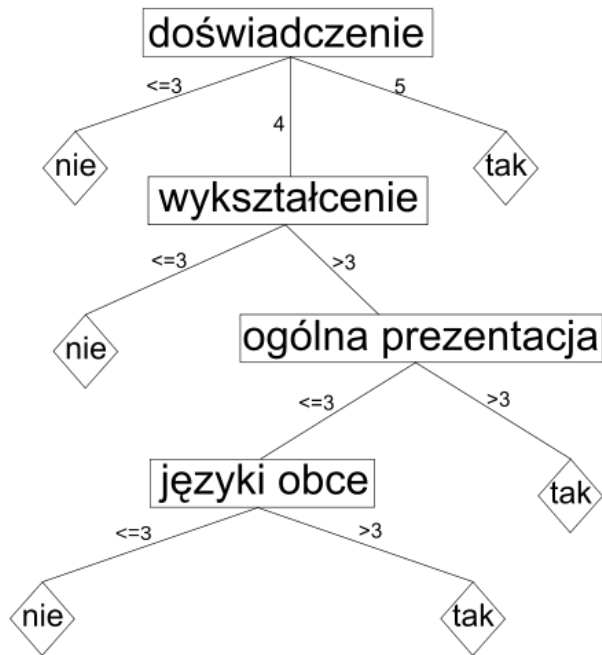 doświadczenie
<=3
4
5
nie
tak
wykształcenie
<=3
>3
nie
ogólna prezentacja
<=3
>3
języki obce
tak
<=3
>3
nie
tak